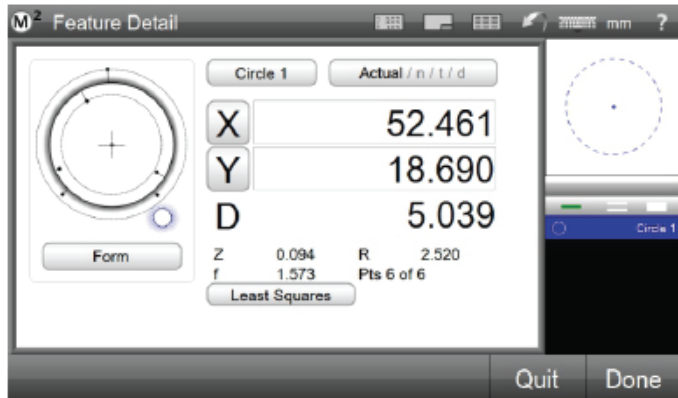 M² Feature Detail mm ?
Circle 1 Actual / n / t / d
X 52.461
Y 18.690
D 5.039
Z 0.094 R 2.520
f 1.573 Pts 6 of 6
Form
Least Squares
Circle 1
Quit Done